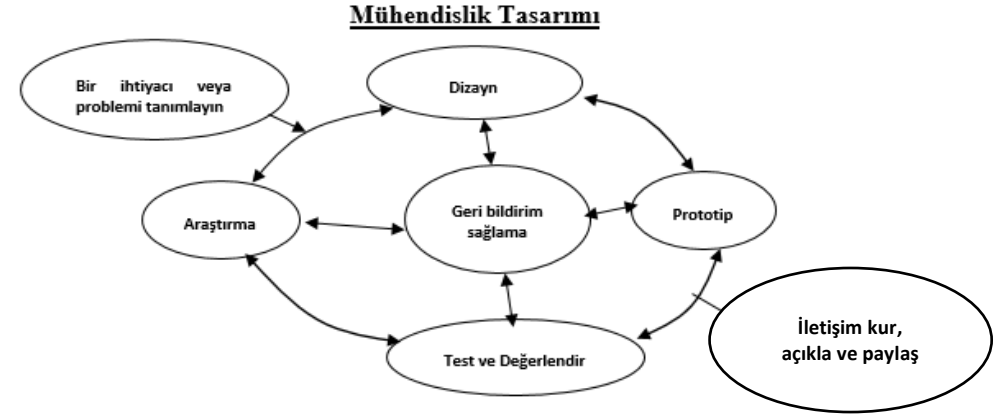 Mühendislik Tasarımı
Bir ihtiyacı veya
problemi tanımlayın
Dizayn
Araştırma
Geri bildirim
sağlama
Prototip
Test ve Değerlendir
İletişim kur,
açıkla ve paylaş